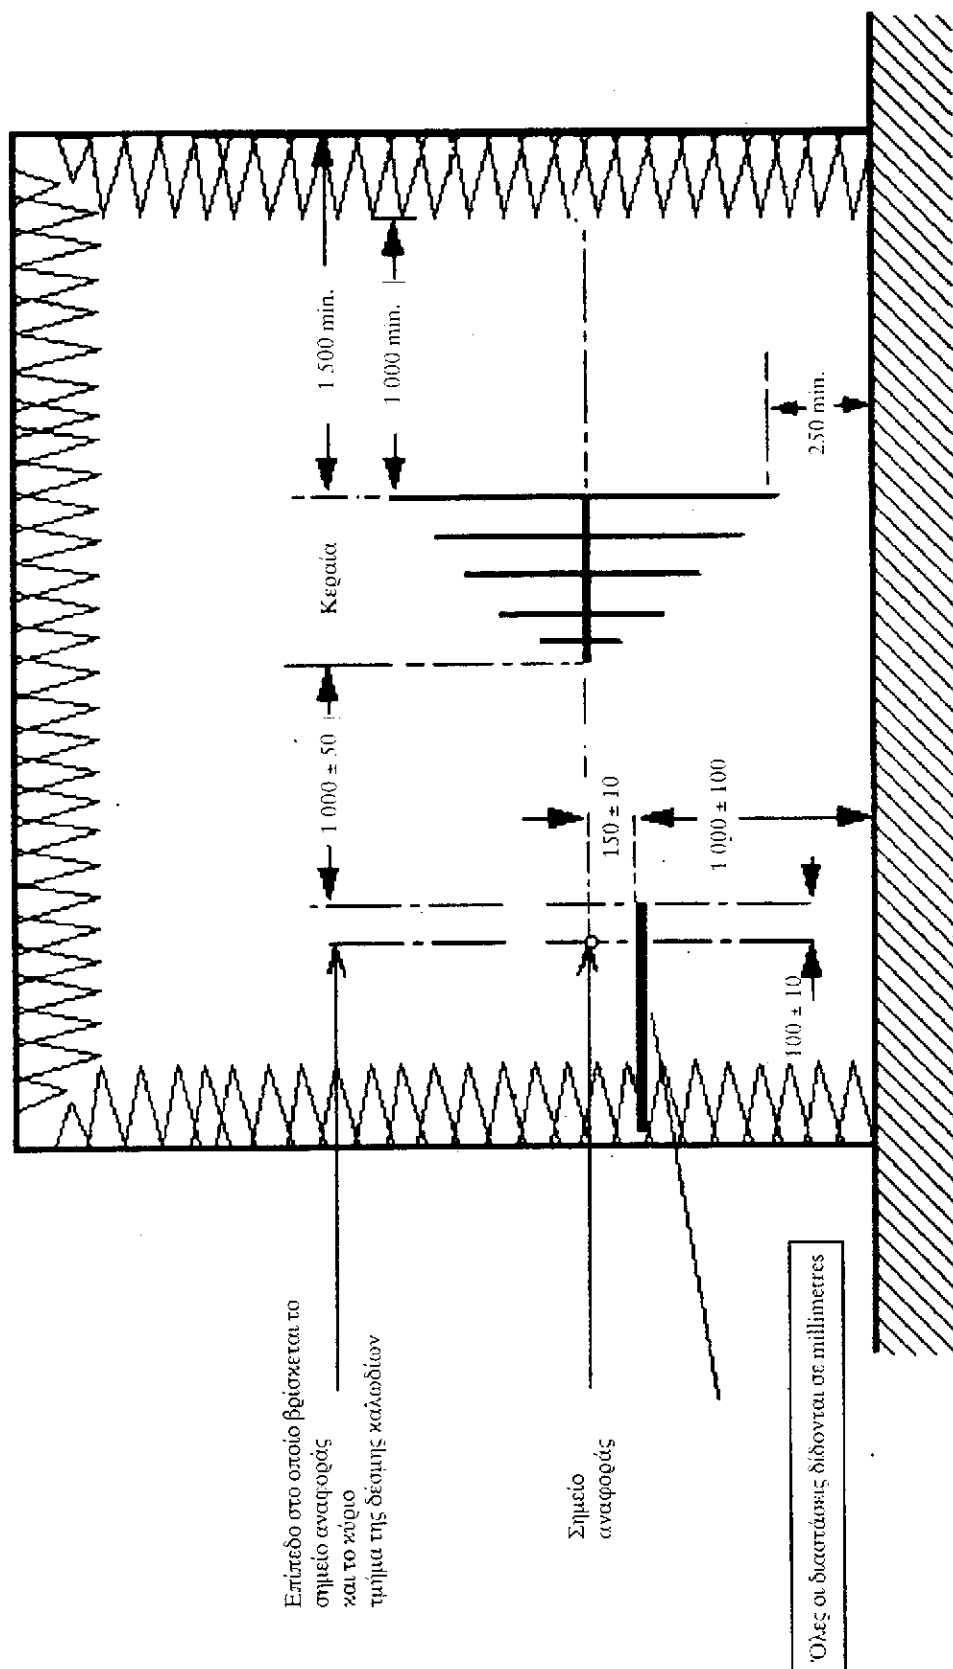 1 500 min.
1 000 min.
Κεραία
250 min.
1 000 ± 50
150 ± 10
1 000 ± 100
100 ± 10
Επίπεδο στο οποίο βρίσκεται το
σημείο αναφοράς
και το κύριο
τμήμα της δέσμης καλωδίων
Σημείο
αναφοράς
Όλες οι διαστάσεις δίδονται σε millimetres